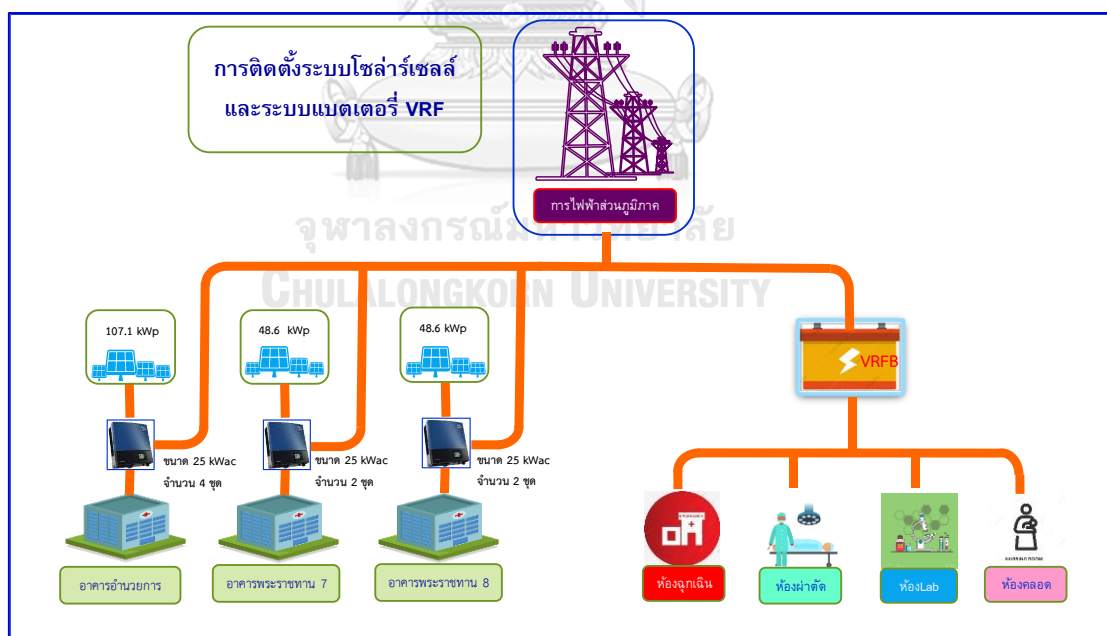 การติดตั้งระบบโซล่าร์เซลล์
และระบบแบตเตอรี่ VRF
การไฟฟ้าส่วนภูมิภาค
จุฬาลงกรณ์มหาวิทยาลัย
CHULALONGKORN UNIVERSITY
107.1 kWp
48.6 kWp
48.6 kWp
VRFB
ขนาด 25 kWac
จำนวน 4 ชุด
ขนาด 25 kWac
จำนวน 2 ชุด
ขนาด 25 kWac
จำนวน 2 ชุด
อาคารอำนวยการ
อาคารพระราชทาน 7
อาคารพระราชทาน 8
ห้องฉุกเฉิน
ห้องผ่าตัด
ห้องLab
ห้องคลอด